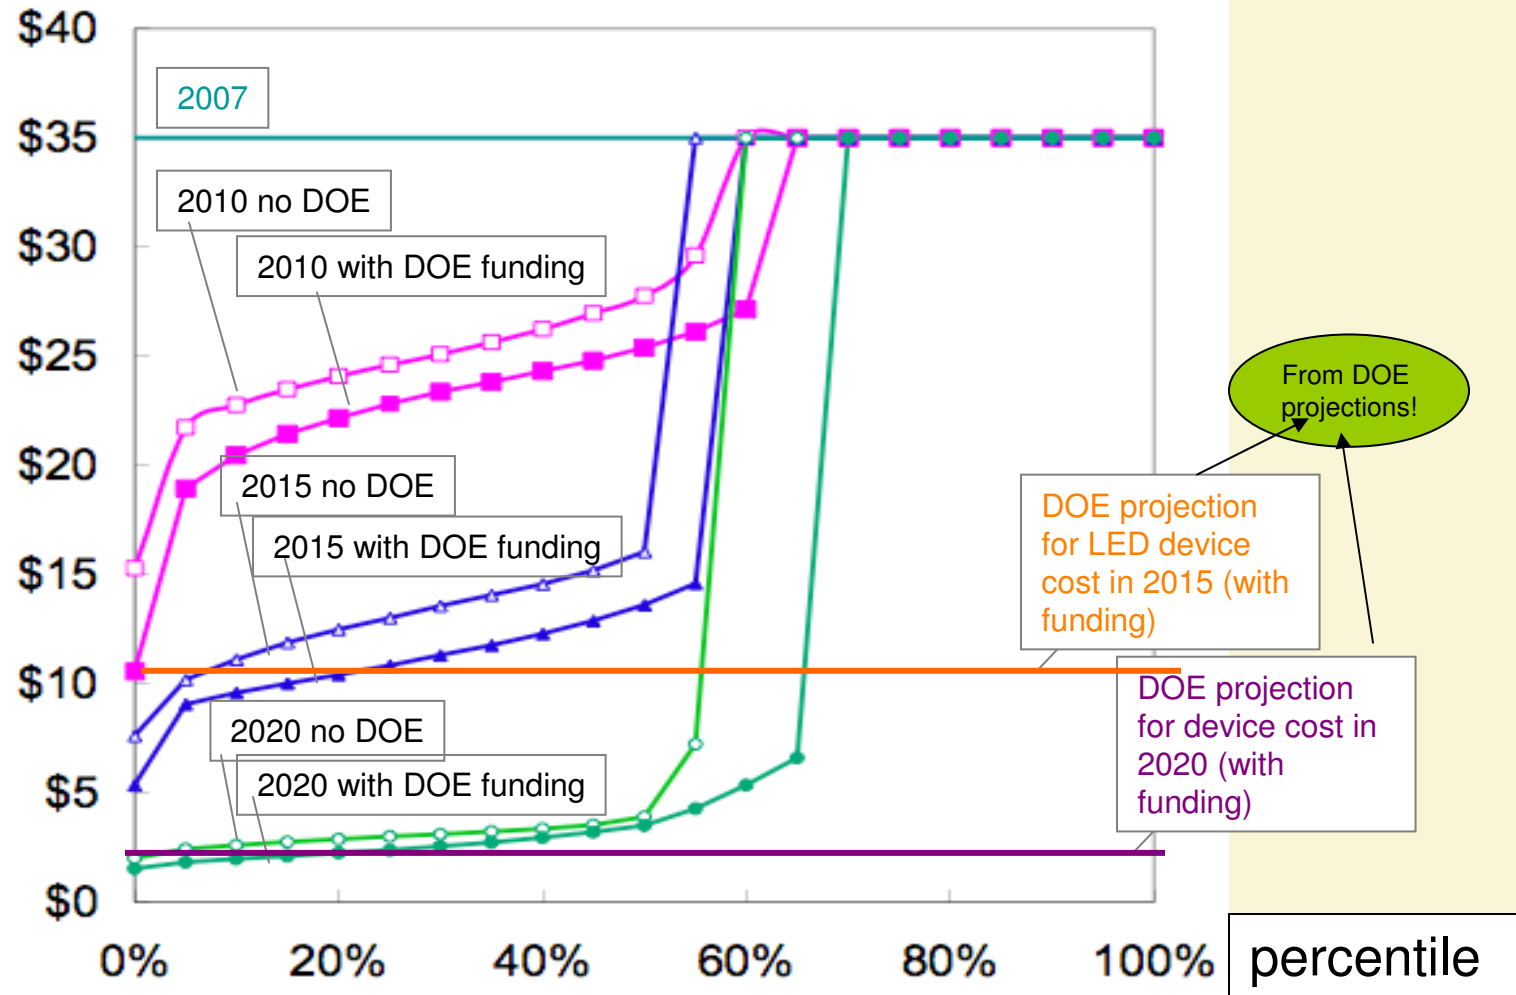 $40
2007
$35
2010 no DOE
$30
2010 with DOE funding
$25
From DOE
projections!
$20
2015 no DOE
DOE projection
for LED device
cost in 2015 (with
funding)
2015 with DOE funding
$15
$10
DOE projection
for device cost in
2020 (with
funding)
2020 no DOE
2020 with DOE funding
$5
$0
0%
20%
40%
60%
80%
100%
percentile